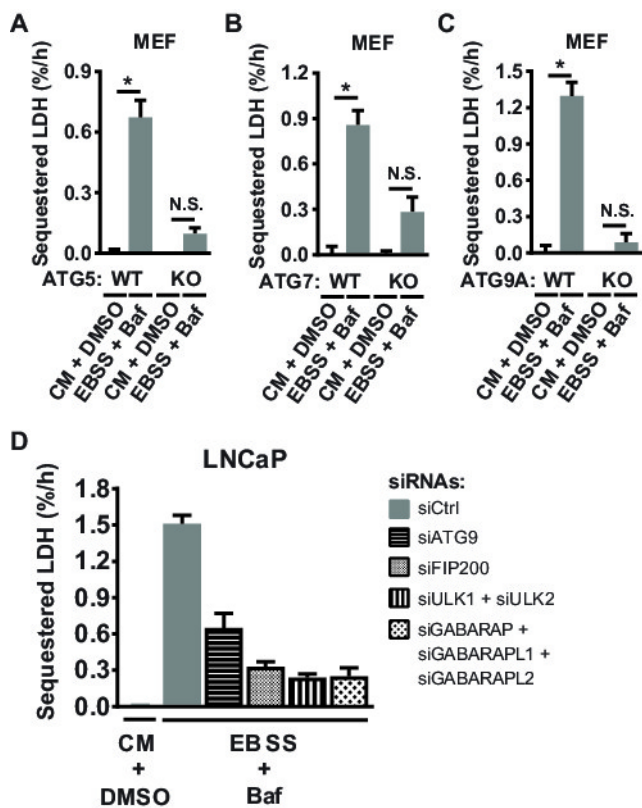 A
MEF
Sequestered LDH (%/h)
0.9
0.6
0.3
0.0
*
N.S.
ATG5: WT KO
CM + DMSO
EBSS + Baf
CM + DMSO
EBSS + Baf
B
MEF
Sequestered LDH (%/h)
1.2
0.9
0.6
0.3
0.0
*
N.S.
ATG7: WT KO
CM + DMSO
EBSS + Baf
CM + DMSO
EBSS + Baf
C
MEF
Sequestered LDH (%/h)
1.5
1.2
0.9
0.6
0.3
0.0
*
N.S.
ATG9A: WT KO
CM + DMSO
EBSS + Baf
CM + DMSO
EBSS + Baf
D
LNCaP
Sequestered LDH (%/h)
1.8
1.5
1.2
0.9
0.6
0.3
0.0
CM
+
DMSO
EBSS
+
Baf
siRNAs:
siCtrl
siATG9
siFIP200
siULK1 + siULK2
siGABARAP +
siGABARAPL1 +
siGABARAPL2